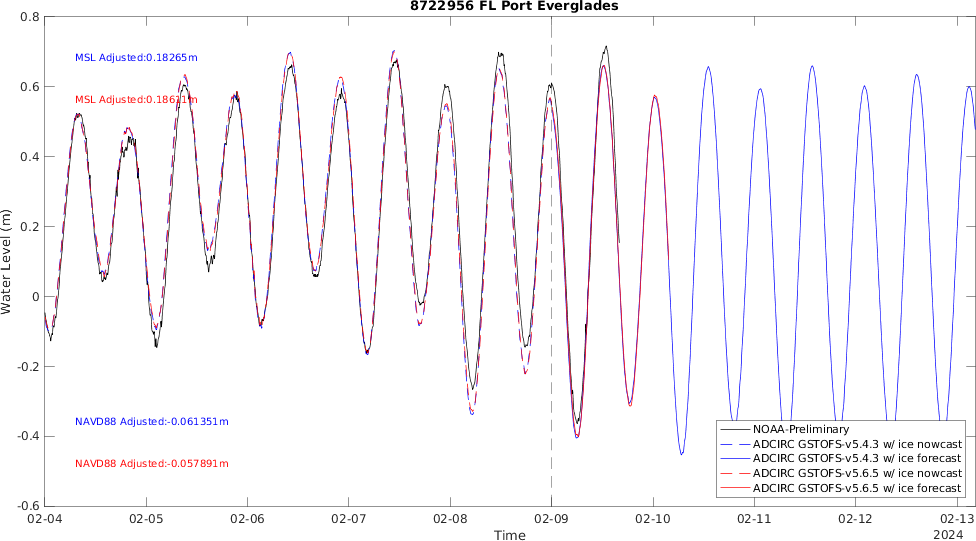 8722956 FL Port Everglades
0.8
0.6
0.4
0.2
0
-0.2
-0.4
-0.6
Water Level (m)
MSL Adjusted:0.18265m
MSL Adjusted:0.18611m
NAVD88 Adjusted:-0.061351m
NAVD88 Adjusted:-0.057891m
NOAA-Preliminary
ADCIRC GSTOFS-v5.4.3 w/ ice nowcast
ADCIRC GSTOFS-v5.4.3 w/ ice forecast
ADCIRC GSTOFS-v5.6.5 w/ ice nowcast
ADCIRC GSTOFS-v5.6.5 w/ ice forecast
02-04 02-05 02-06 02-07 02-08 02-09 02-10 02-11 02-12 02-13
Time
2024